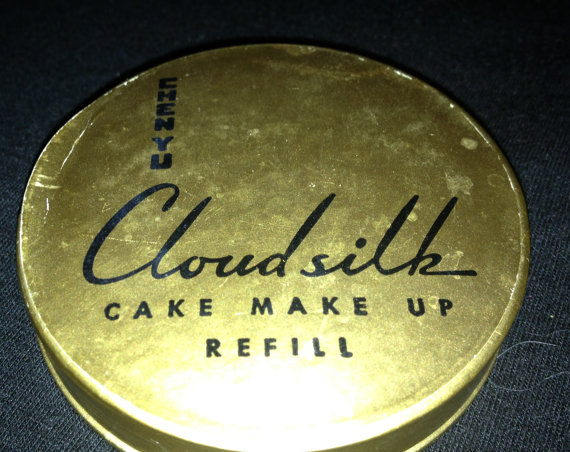 CHEN YU
Cloudsilk
CAKE MAKE UP
REFILL